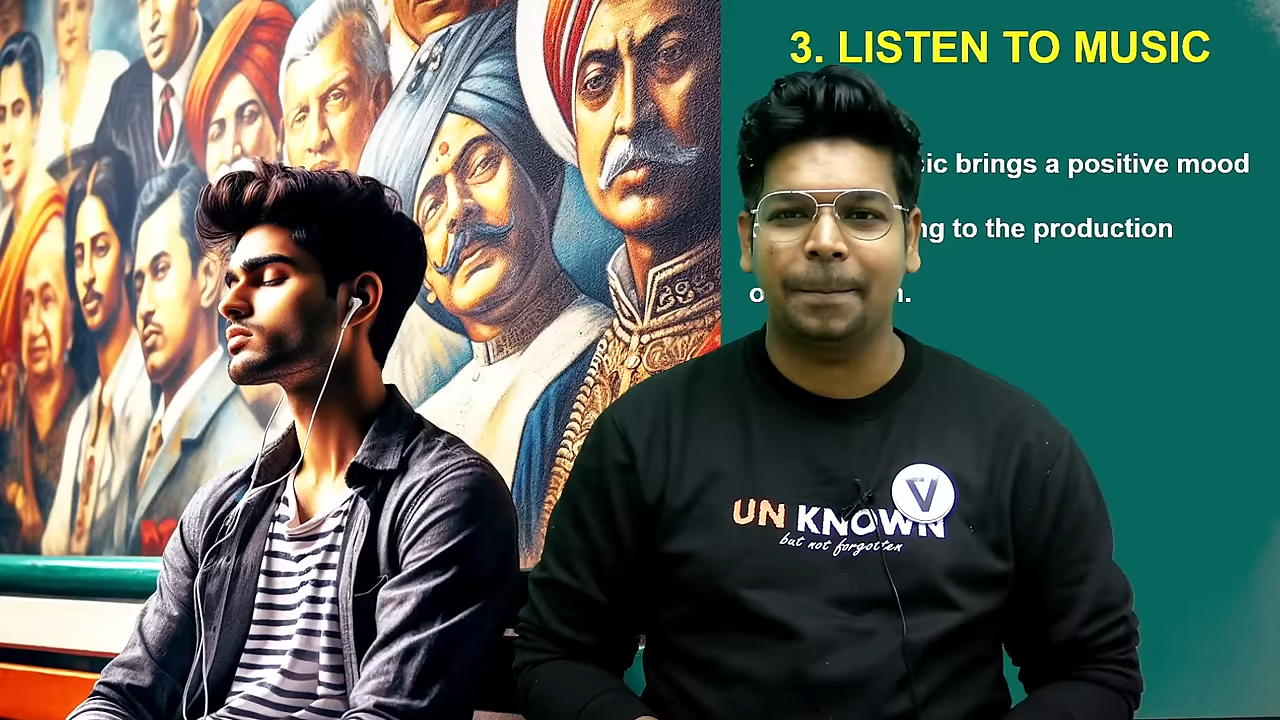 3. LISTEN TO MUSIC
brings a positive mood
to the production
UN KNOWN
but not forgotten
V